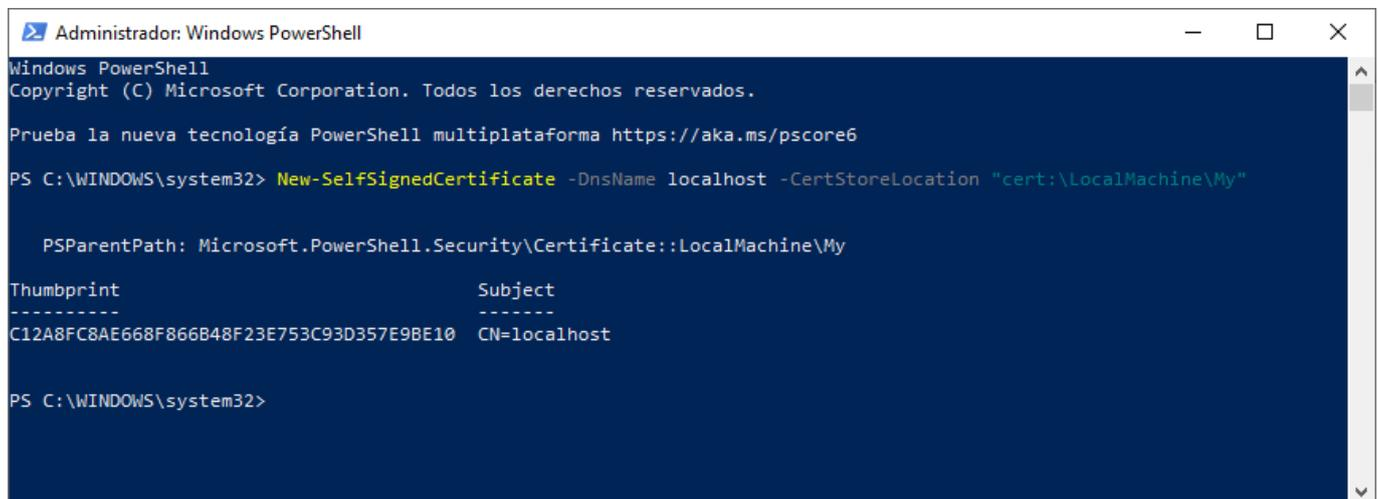 Administrador: Windows PowerShell
Windows PowerShell
Copyright (C) Microsoft Corporation. Todos los derechos reservados.
Prueba la nueva tecnología PowerShell multiplataforma https://aka.ms/pscore6
PS C:\WINDOWS\system32> New-SelfSignedCertificate -DnsName localhost -CertStoreLocation "cert:\LocalMachine\My"
PSParentPath: Microsoft.PowerShell.Security\Certificate::LocalMachine\My
Thumbprint Subject
---------- -------
C12A8FC8AE668F866B48F23E753C93D357E9BE10 CN=localhost
PS C:\WINDOWS\system32>